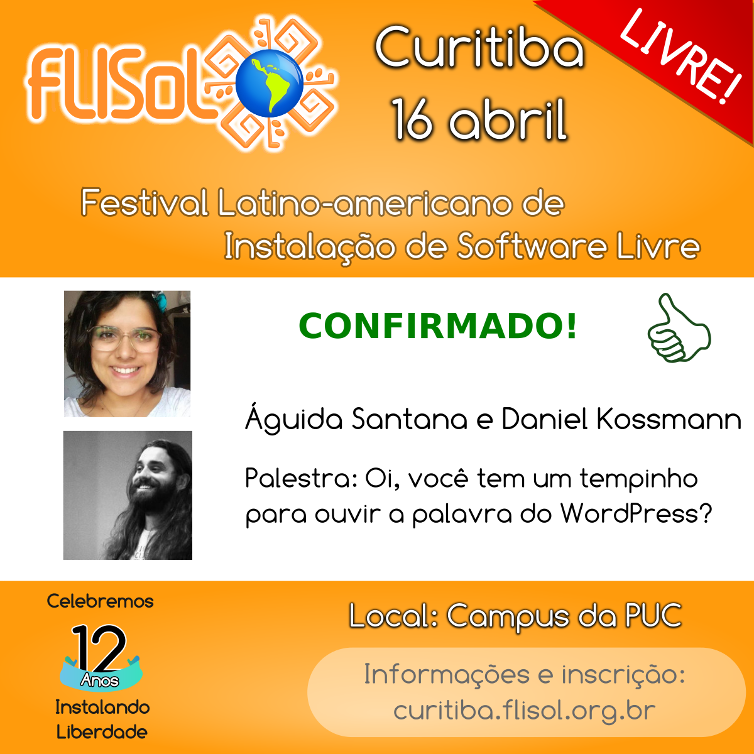 FLISoL
Curitiba
16 abril
LIVRE!
Festival Latino-americano de
Instalação de Software Livre
CONFIRMADO!
Águida Santana e Daniel Kossmann
Palestra: Oi, você tem um tempinho
para ouvir a palavra do WordPress?
Celebremos
12
Anos
Instalando
Liberdade
Local: Campus da PUC
Informações e inscrição:
curitiba.flisol.org.br